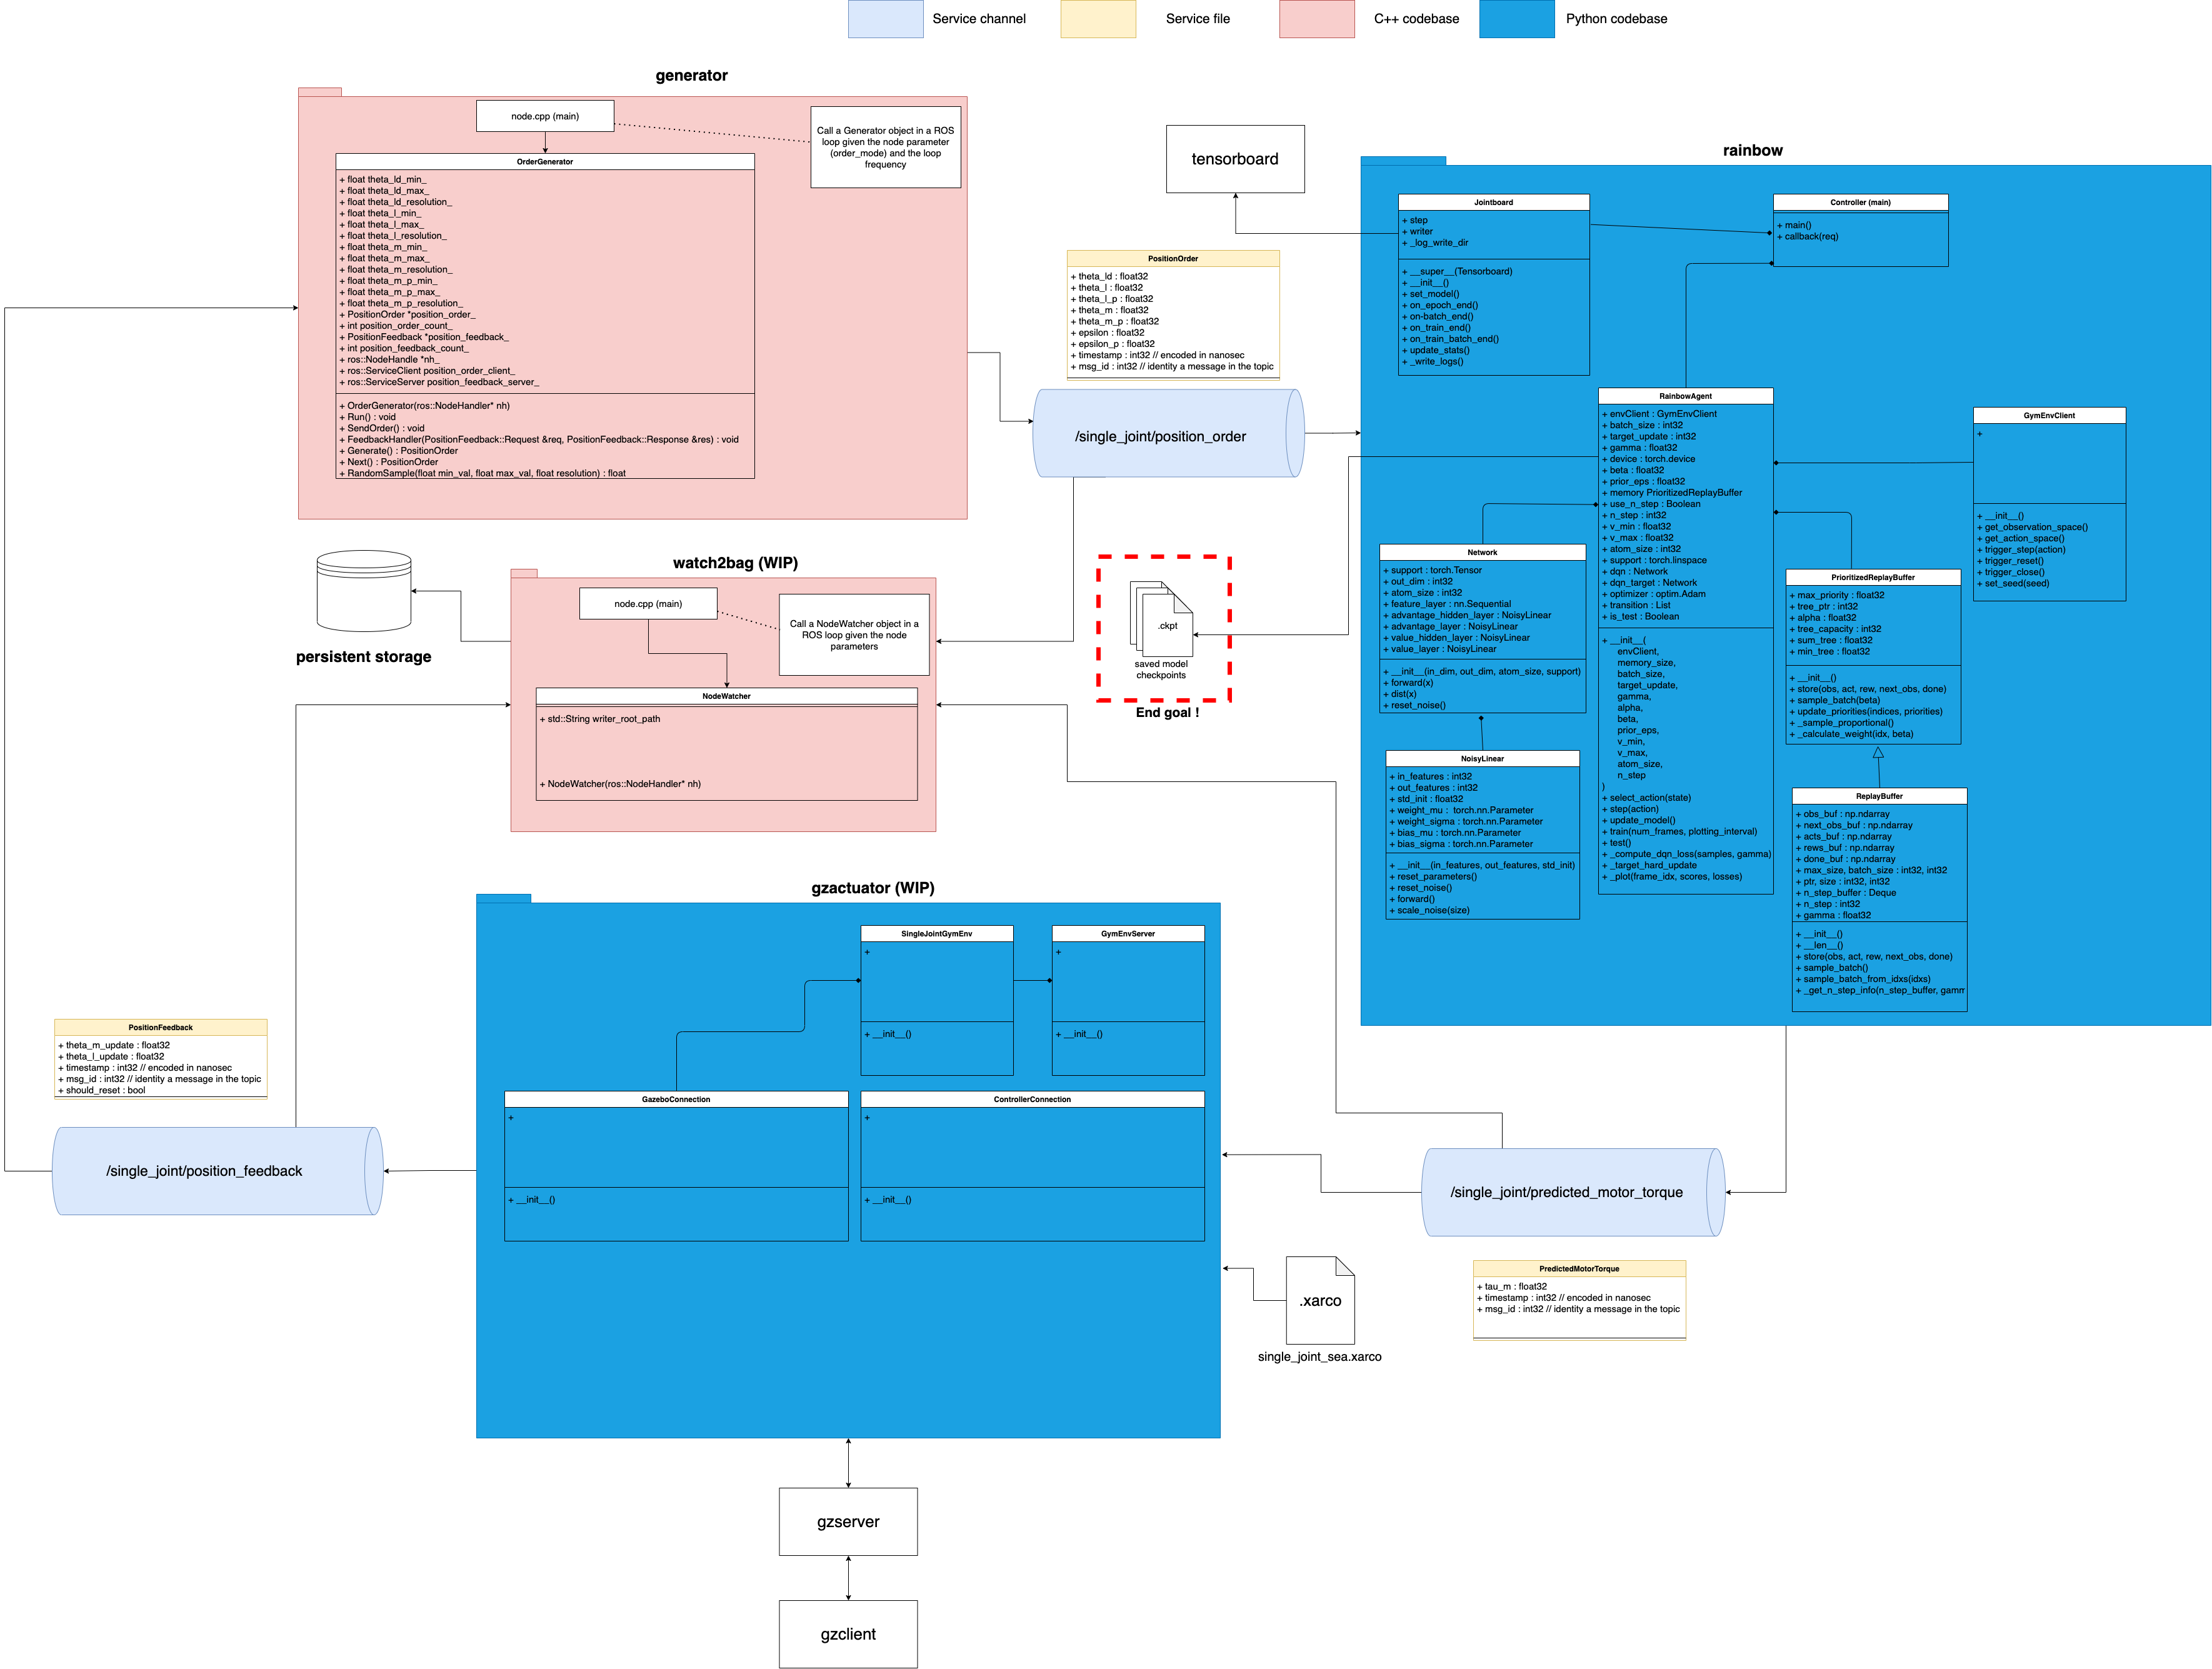 Service channel
Service file
C++ codebase
Python codebase
generator
node.cpp (main)
Call a Generator object in a ROS
loop given the node parameter
(order_mode) and the loop
frequency
OrderGenerator
+ float theta_ld_min_
+ float theta_ld_max_
+ float theta_ld_resolution_
+ float theta_l_min_
+ float theta_l_max_
+ float theta_l_resolution_
+ float theta_m_min_
+ float theta_m_max_
+ float theta_m_resolution_
+ float theta_m_p_min_
+ float theta_m_p_max_
+ float theta_m_p_resolution_
+ PositionOrder *position_order_
+ int position_order_count_
+ PositionFeedback *position_feedback_
+ int position_feedback_count_
+ ros::NodeHandle *nh_
+ ros::ServiceClient position_order_client_
+ ros::ServiceServer position_feedback_server_
+ OrderGenerator(ros::NodeHandler* nh)
+ Run() : void
+ SendOrder() : void
+ FeedbackHandler(PositionFeedback::Request &req, PositionFeedback::Response &res) : void
+ Generate() : PositionOrder
+ Next() : PositionOrder
+ RandomSample(float min_val, float max_val, float resolution) : float
tensorboard
PositionOrder
+ theta_ld : float32
+ theta_l : float32
+ theta_l_p : float32
+ theta_m : float32
+ theta_m_p : float32
+ epsilon : float32
+ epsilon_p : float32
+ timestamp : int32 // encoded in nanosec
+ msg_id : int32 // identity a message in the topic
/single_joint/position_order
rainbow
Jointboard
+ step
+ writer
+ _log_write_dir
+ __super__(Tensorboard)
+ __init__()
+ set_model()
+ on_epoch_end()
+ on-batch_end()
+ on_train_end()
+ on_train_batch_end()
+ update_stats()
+ _write_logs()
Controller (main)
+ main()
+ callback(req)
RainbowAgent
+ envClient : GymEnvClient
+ batch_size : int32
+ target_update : int32
+ gamma : float32
+ device : torch.device
+ beta : float32
+ prior_eps : float32
+ memory PrioritizedReplayBuffer
+ use_n_step : Boolean
+ n_step : int32
+ v_min : float32
+ v_max : float32
+ atom_size : int32
+ support : torch.linspace
+ dqn : Network
+ dqn_target : Network
+ optimizer : optim.Adam
+ transition : List
+ is_test : Boolean
+ __init__(
envClient,
memory_size,
batch_size,
target_update,
gamma,
alpha,
beta,
prior_eps,
v_min,
v_max,
atom_size,
n_step
)
+ select_action(state)
+ step(action)
+ update_model()
+ train(num_frames, plotting_interval)
+ test()
+ _compute_dqn_loss(samples, gamma)
+ _target_hard_update
+ _plot(frame_idx, scores, losses)
GymEnvClient
+
+ __init__()
+ get_observation_space()
+ get_action_space()
+ trigger_step(action)
+ trigger_reset()
+ trigger_close()
+ set_seed(seed)
Network
+ support : torch.Tensor
+ out_dim : int32
+ atom_size : int32
+ feature_layer : nn.Sequential
+ advantage_hidden_layer : NoisyLinear
+ advantage_layer : NoisyLinear
+ value_hidden_layer : NoisyLinear
+ value_layer : NoisyLinear
+ __init__(in_dim, out_dim, atom_size, support)
+ forward(x)
+ dist(x)
+ reset_noise()
PrioritizedReplayBuffer
+ max_priority : float32
+ tree_ptr : int32
+ alpha : float32
+ tree_capacity : int32
+ sum_tree : float32
+ min_tree : float32
+ __init__()
+ store(obs, act, rew, next_obs, done)
+ sample_batch(beta)
+ update_priorities(indices, priorities)
+ _sample_proportional()
+ _calculate_weight(idx, beta)
NoisyLinear
+ in_features : int32
+ out_features : int32
+ std_init : float32
+ weight_mu : torch.nn.Parameter
+ weight_sigma : torch.nn.Parameter
+ bias_mu : torch.nn.Parameter
+ bias_sigma : torch.nn.Parameter
+ __init__(in_features, out_features, std_init)
+ reset_parameters()
+ reset_noise()
+ forward()
+ scale_noise(size)
ReplayBuffer
+ obs_buf : np.ndarray
+ next_obs_buf : np.ndarray
+ acts_buf : np.ndarray
+ rews_buf : np.ndarray
+ done_buf : np.ndarray
+ max_size, batch_size : int32, int32
+ ptr, size : int32, int32
+ n_step_buffer : Deque
+ n_step : int32
+ gamma : float32
+ __init__()
+ __len__()
+ store(obs, act, rew, next_obs, done)
+ sample_batch()
+ sample_batch_from_idxs(idxs)
+ _get_n_step_info(n_step_buffer, gamm
persistent storage
watch2bag (WIP)
node.cpp (main)
Call a NodeWatcher object in a
ROS loop given the node
parameters
NodeWatcher
+ std::String writer_root_path
+ NodeWatcher(ros::NodeHandler* nh)
.ckpt
saved model
checkpoints
End goal !
gzactuator (WIP)
SingleJointGymEnv
+
+ __init__()
GymEnvServer
+
+ __init__()
GazeboConnection
+
+ __init__()
ControllerConnection
+
+ __init__()
PositionFeedback
+ theta_m_update : float32
+ theta_l_update : float32
+ timestamp : int32 // encoded in nanosec
+ msg_id : int32 // identity a message in the topic
+ should_reset : bool
/single_joint/position_feedback
/single_joint/predicted_motor_torque
PredictedMotorTorque
+ tau_m : float32
+ timestamp : int32 // encoded in nanosec
+ msg_id : int32 // identity a message in the topic
.xarco
single_joint_sea.xarco
gzserver
gzclient